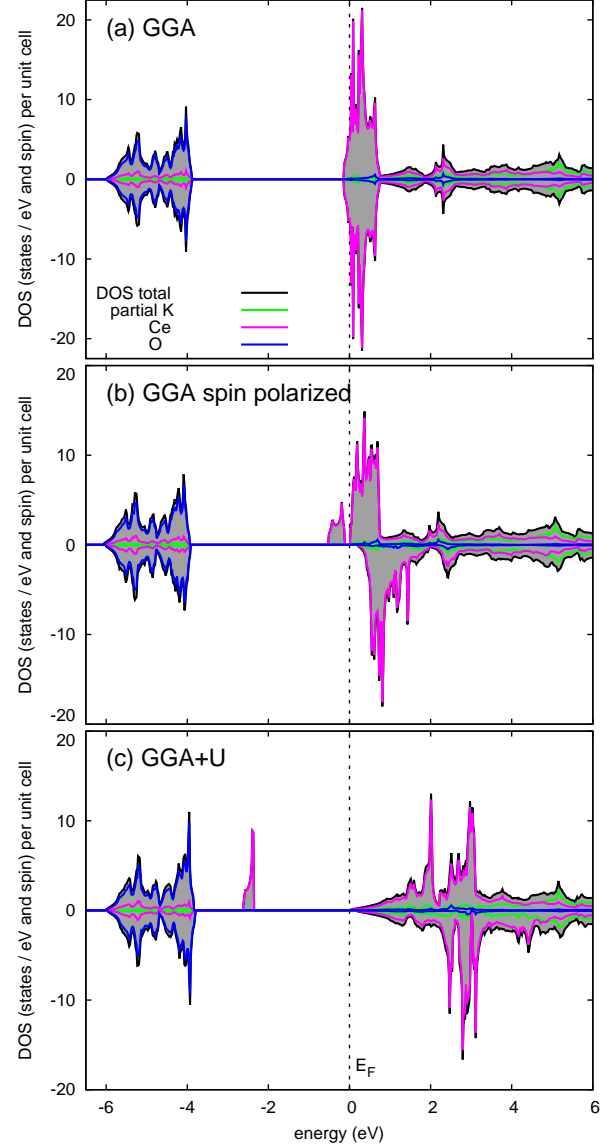 (a) GGA
20
10
0
-10
-20
DOS (states / eV and spin) per unit cell
DOS total
partial K
Ce
O
(b) GGA spin polarized
20
10
0
-10
-20
DOS (states / eV and spin) per unit cell
(c) GGA+U
20
10
0
-10
-20
DOS (states / eV and spin) per unit cell
E_F
-6 -4 -2 0 2 4 6
energy (eV)